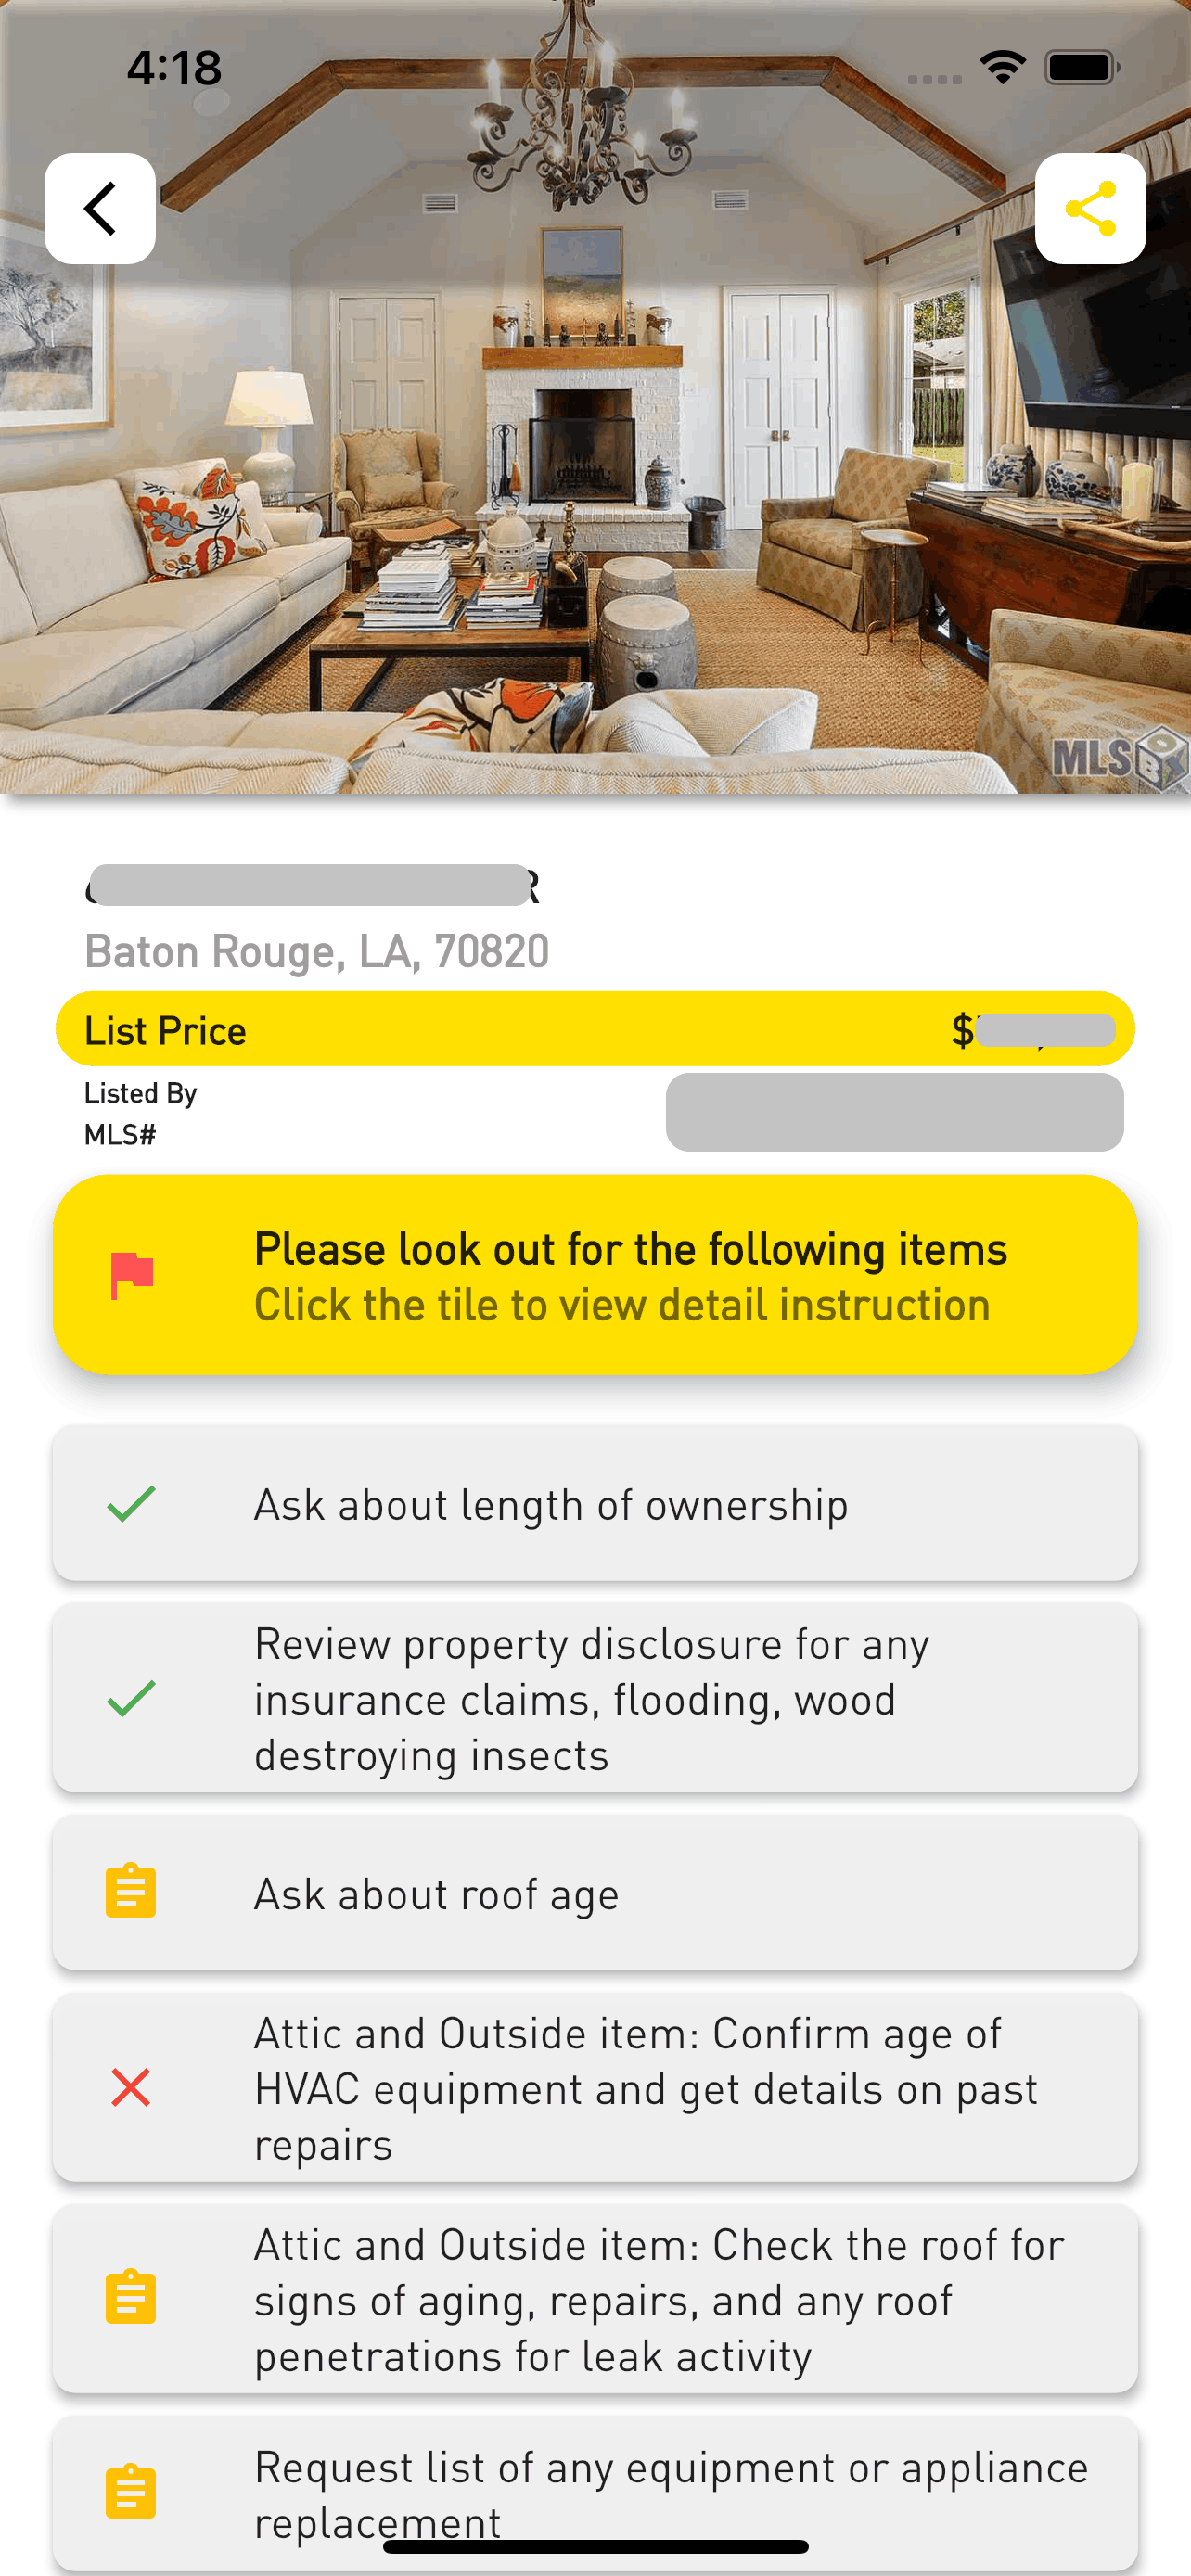 4:18
MLS BOX
Baton Rouge, LA, 70820
List Price
$
Listed By
MLS#
Please look out for the following items
Click the tile to view detail instruction
Ask about length of ownership
Review property disclosure for any
insurance claims, flooding, wood
destroying insects
Ask about roof age
Attic and Outside item: Confirm age of
HVAC equipment and get details on past
repairs
Attic and Outside item: Check the roof for
signs of aging, repairs, and any roof
penetrations for leak activity
Request list of any equipment or appliance
replacement